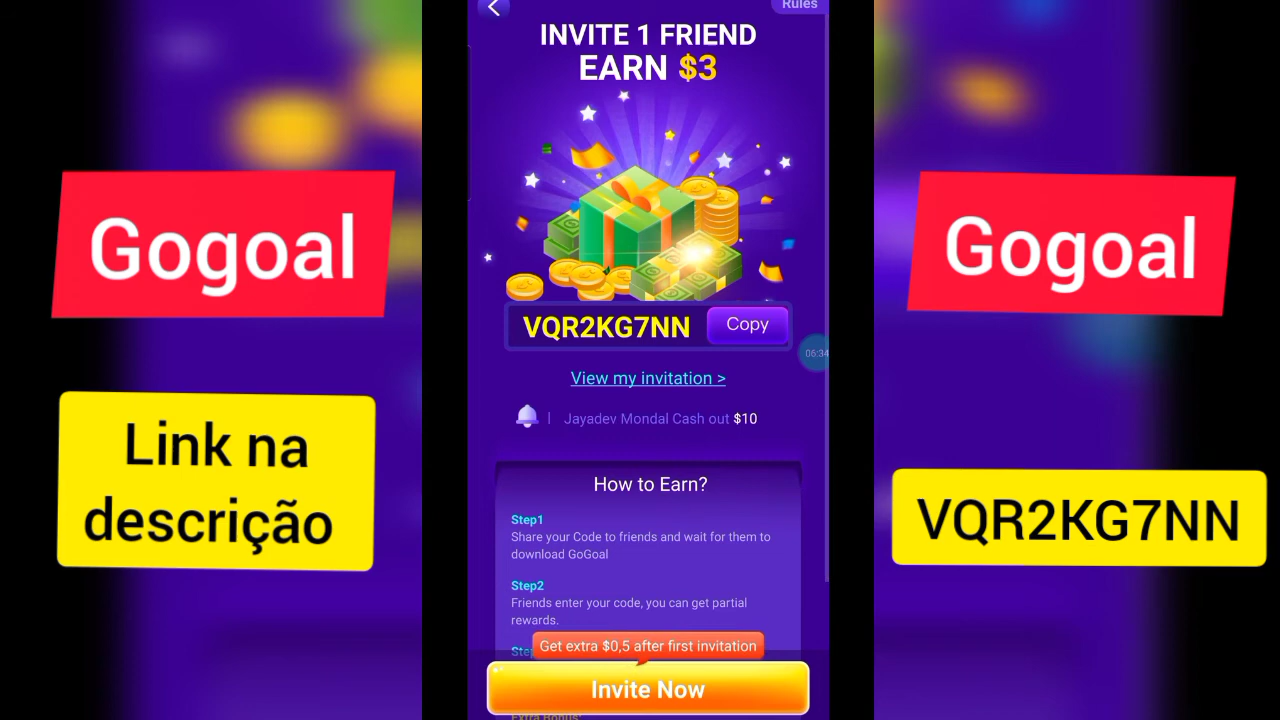 Rules
INVITE 1 FRIEND
EARN $3
Gogoal
Gogoal
VQR2KG7NN Copy
06:34
View my invitation >
Jayadev Mondal Cash out $10
Link na
descrição
How to Earn?
VQR2KG7NN
Step1
Share your Code to friends and wait for them to
download GoGoal
Step2
Friends enter your code, you can get partial
rewards.
Get extra $0,5 after first invitation
Invite Now
Extra Bonus: